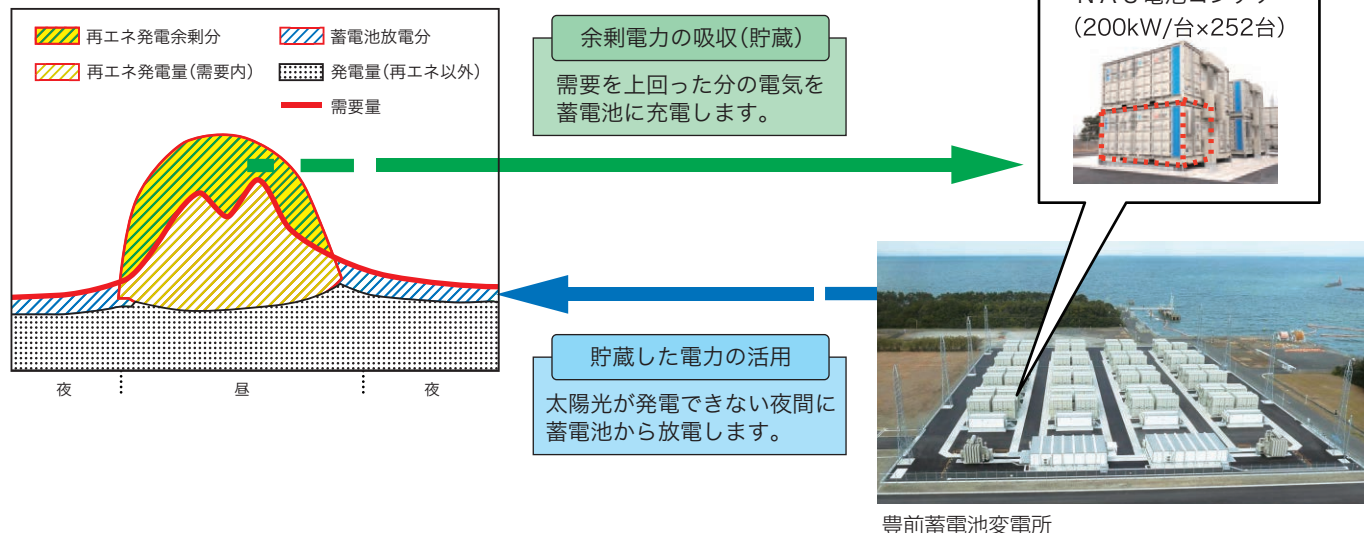 再エネ発電余剰分
蓄電池放電分
再エネ発電量(需要内)
発電量(再エネ以外)
需要量
夜
昼
夜
余剰電力の吸収(貯蔵)
需要を上回った分の電気を
蓄電池に充電します。
貯蔵した電力の活用
太陽光が発電できない夜間に
蓄電池から放電します。
(200kW/台×252台)
豊前蓄電池変電所